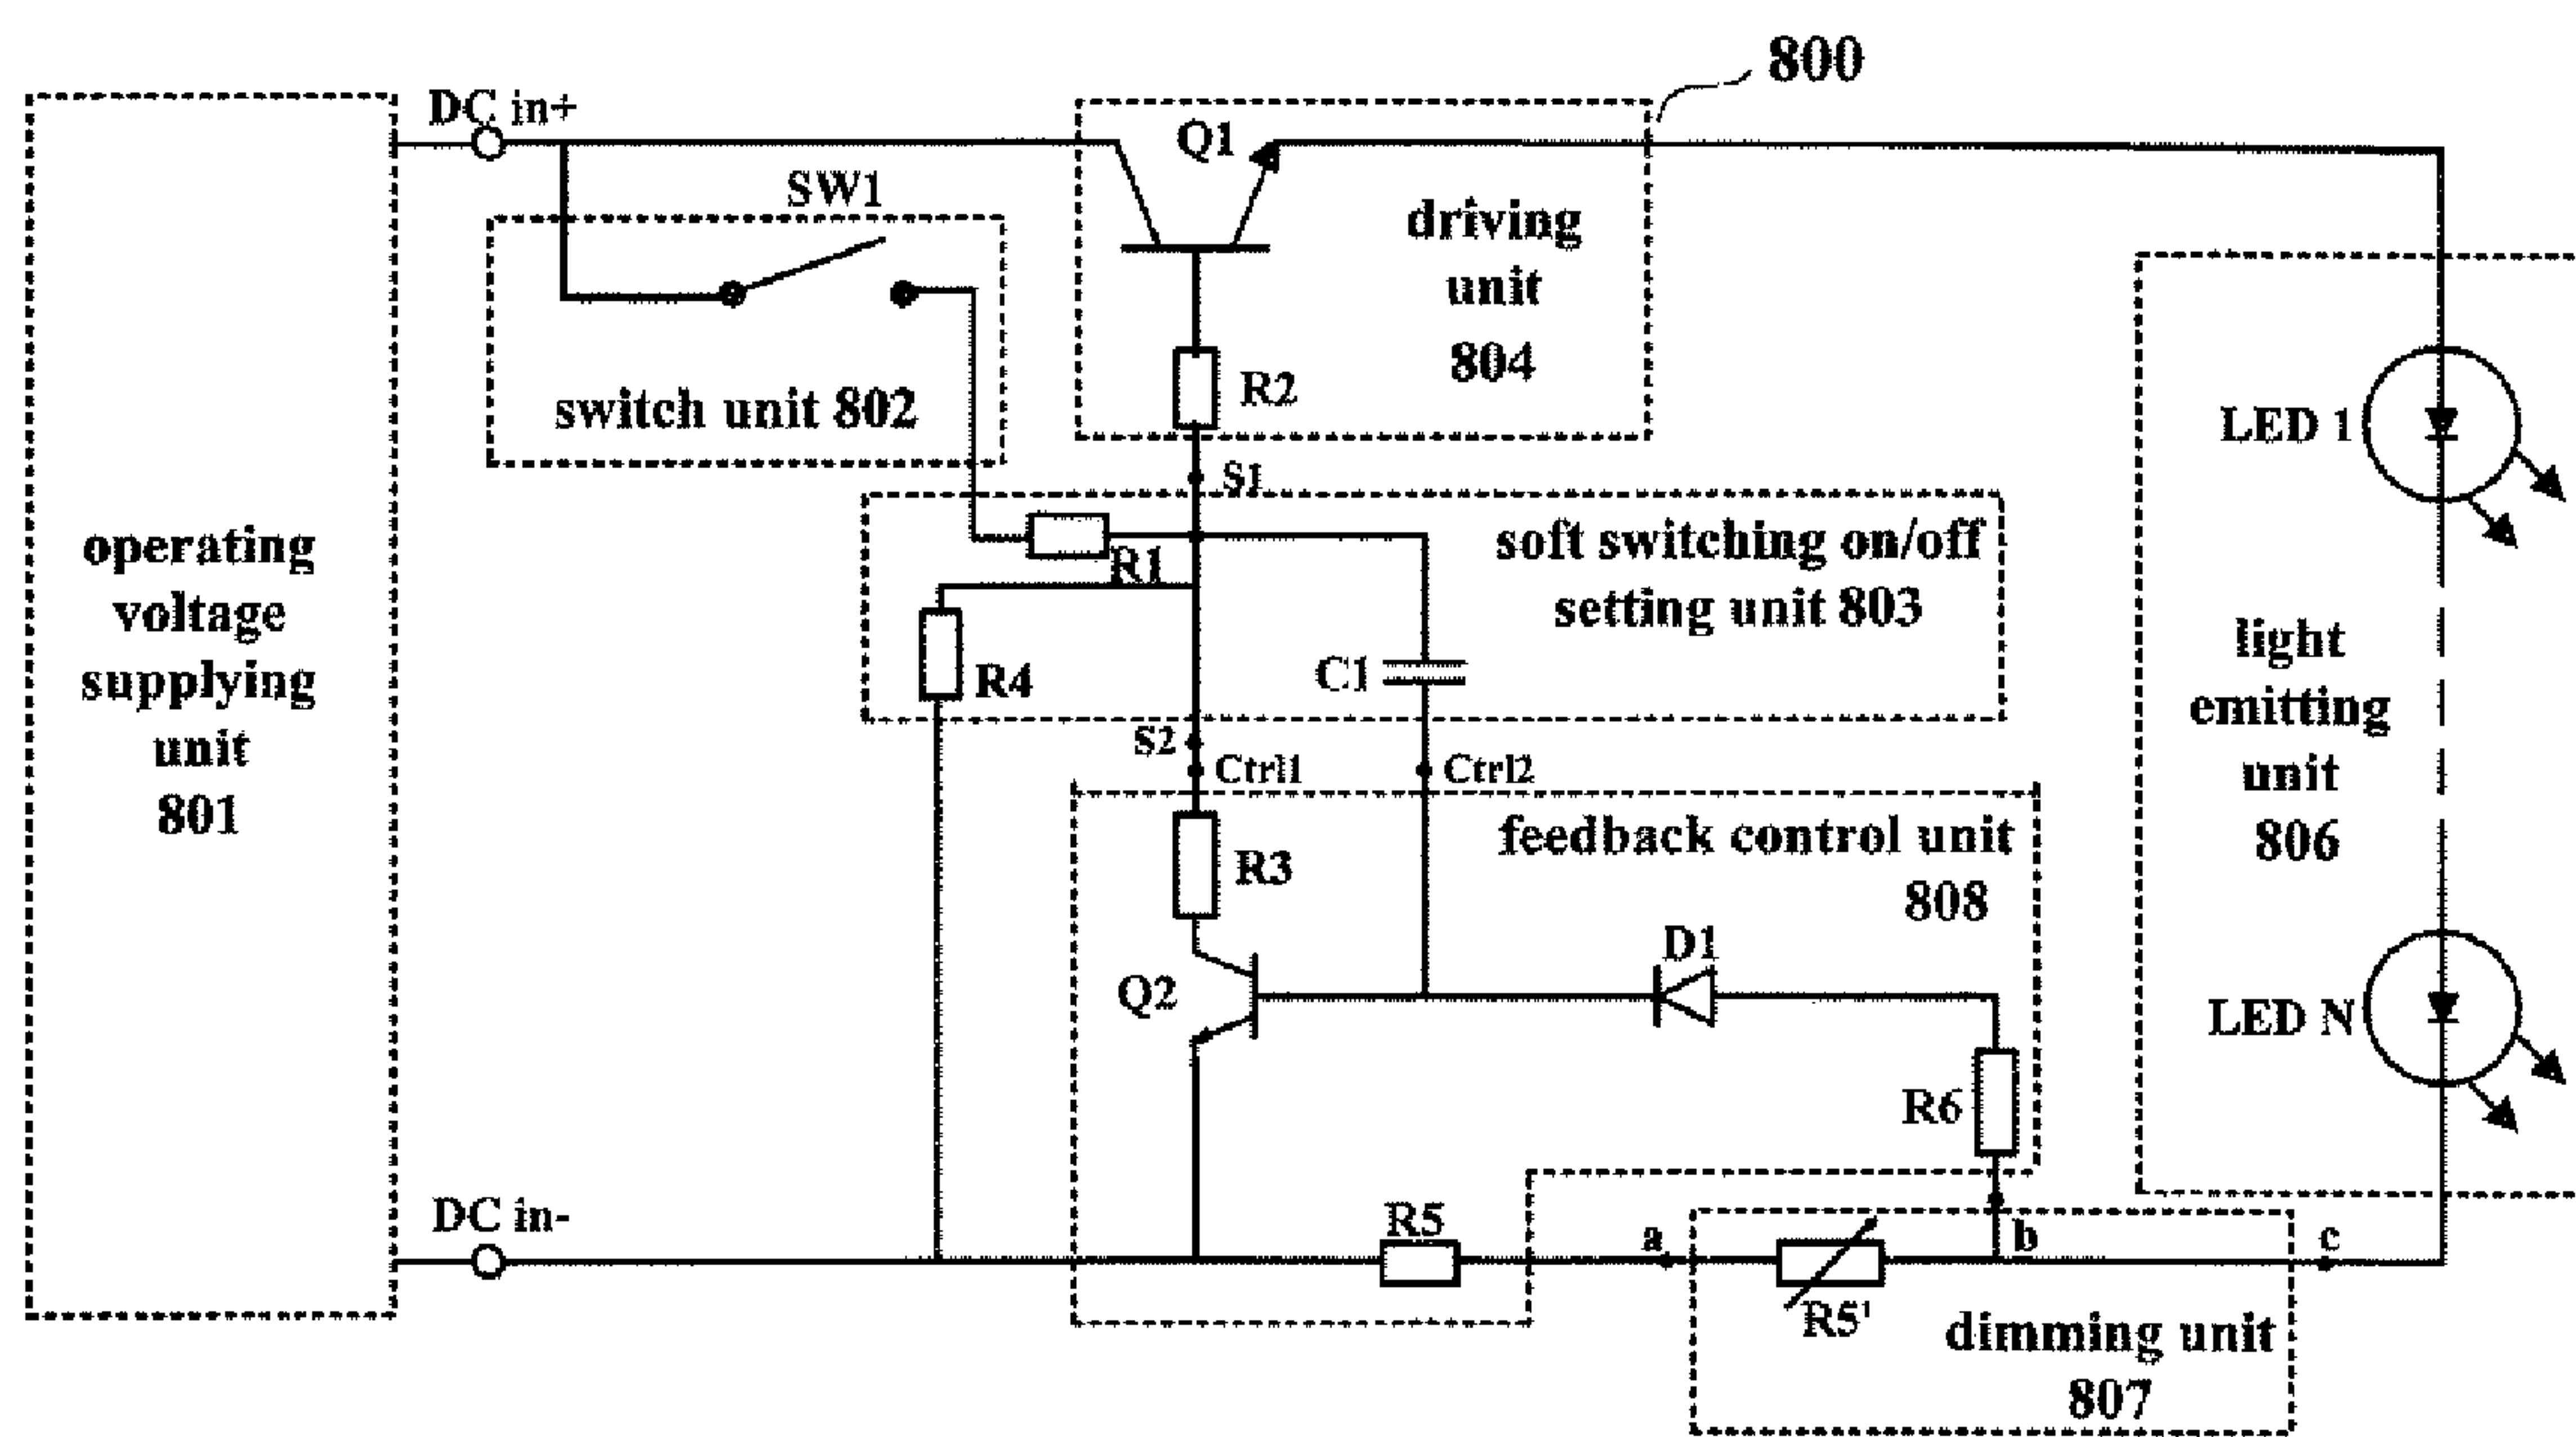 800
DC in+
Q1
SW1
driving
unit
804
switch unit 802
R2
LED 1
S1
operating
voltage
supplying
unit
801
R1
soft switching on/off
setting unit 803
R4
C1
light
emitting
unit
806
S2
Ctrl1
Ctrl2
feedback control unit
808
R3
D1
Q2
LED N
R6
DC in-
R5
a
b
c
R5'
dimming unit
807